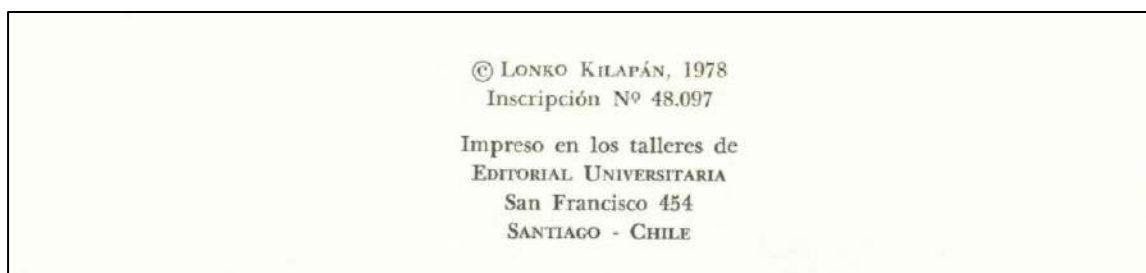 © LONKO KILAPÁN, 1978
Inscripción Nº 48.097
Impreso en los talleres de
EDITORIAL UNIVERSITARIA
San Francisco 454
SANTIAGO - CHILE